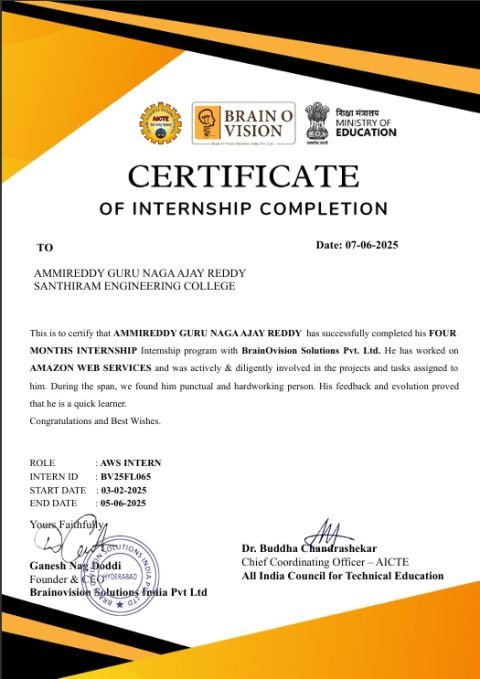 AICTE
BRAIN O
VISION
शिक्षा मंत्रालय
MINISTRY OF
EDUCATION
CERTIFICATE
OF INTERNSHIP COMPLETION
TO
Date: 07-06-2025
AMMIREDDY GURU NAGA AJAY REDDY
SANTHIRAM ENGINEERING COLLEGE
This is to certify that AMMIREDDY GURU NAGA AJAY REDDY has successfully completed his FOUR
MONTHS INTERNSHIP Internship program with BrainOvision Solutions Pvt. Ltd. He has worked on
AMAZON WEB SERVICES and was actively & diligently involved in the projects and tasks assigned to
him. During the span, we found him punctual and hardworking person. His feedback and evolution proved
that he is a quick learner.
Congratulations and Best Wishes.
ROLE : AWS INTERN
INTERN ID : BV25FL065
START DATE : 03-02-2025
END DATE : 05-06-2025
Yours Faithfully,
Ganesh Nag Doddi
Founder & CEO
Brainovision Solutions India Pvt Ltd
HYDERABAD
Dr. Buddha Chandrashekar
Chief Coordinating Officer – AICTE
All India Council for Technical Education